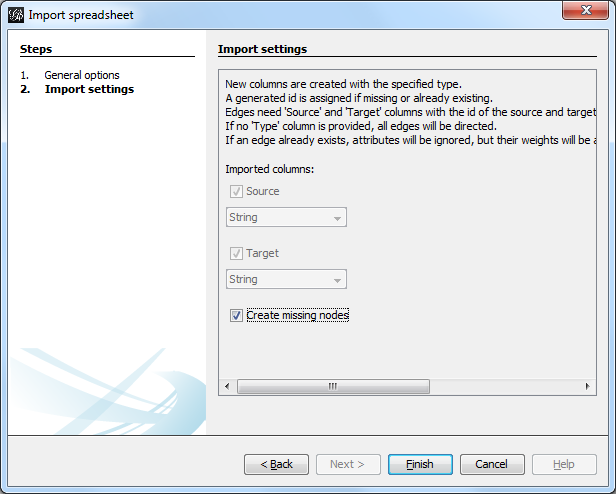 Import spreadsheet
Steps
1. General options
2. Import settings
Import settings
New columns are created with the specified type.
A generated id is assigned if missing or already existing.
Edges need 'Source' and 'Target' columns with the id of the source and target
If no 'Type' column is provided, all edges will be directed.
If an edge already exists, attributes will be ignored, but their weights will be a
Imported columns:
Source
String
Target
String
Create missing nodes
< Back
Next >
Finish
Cancel
Help